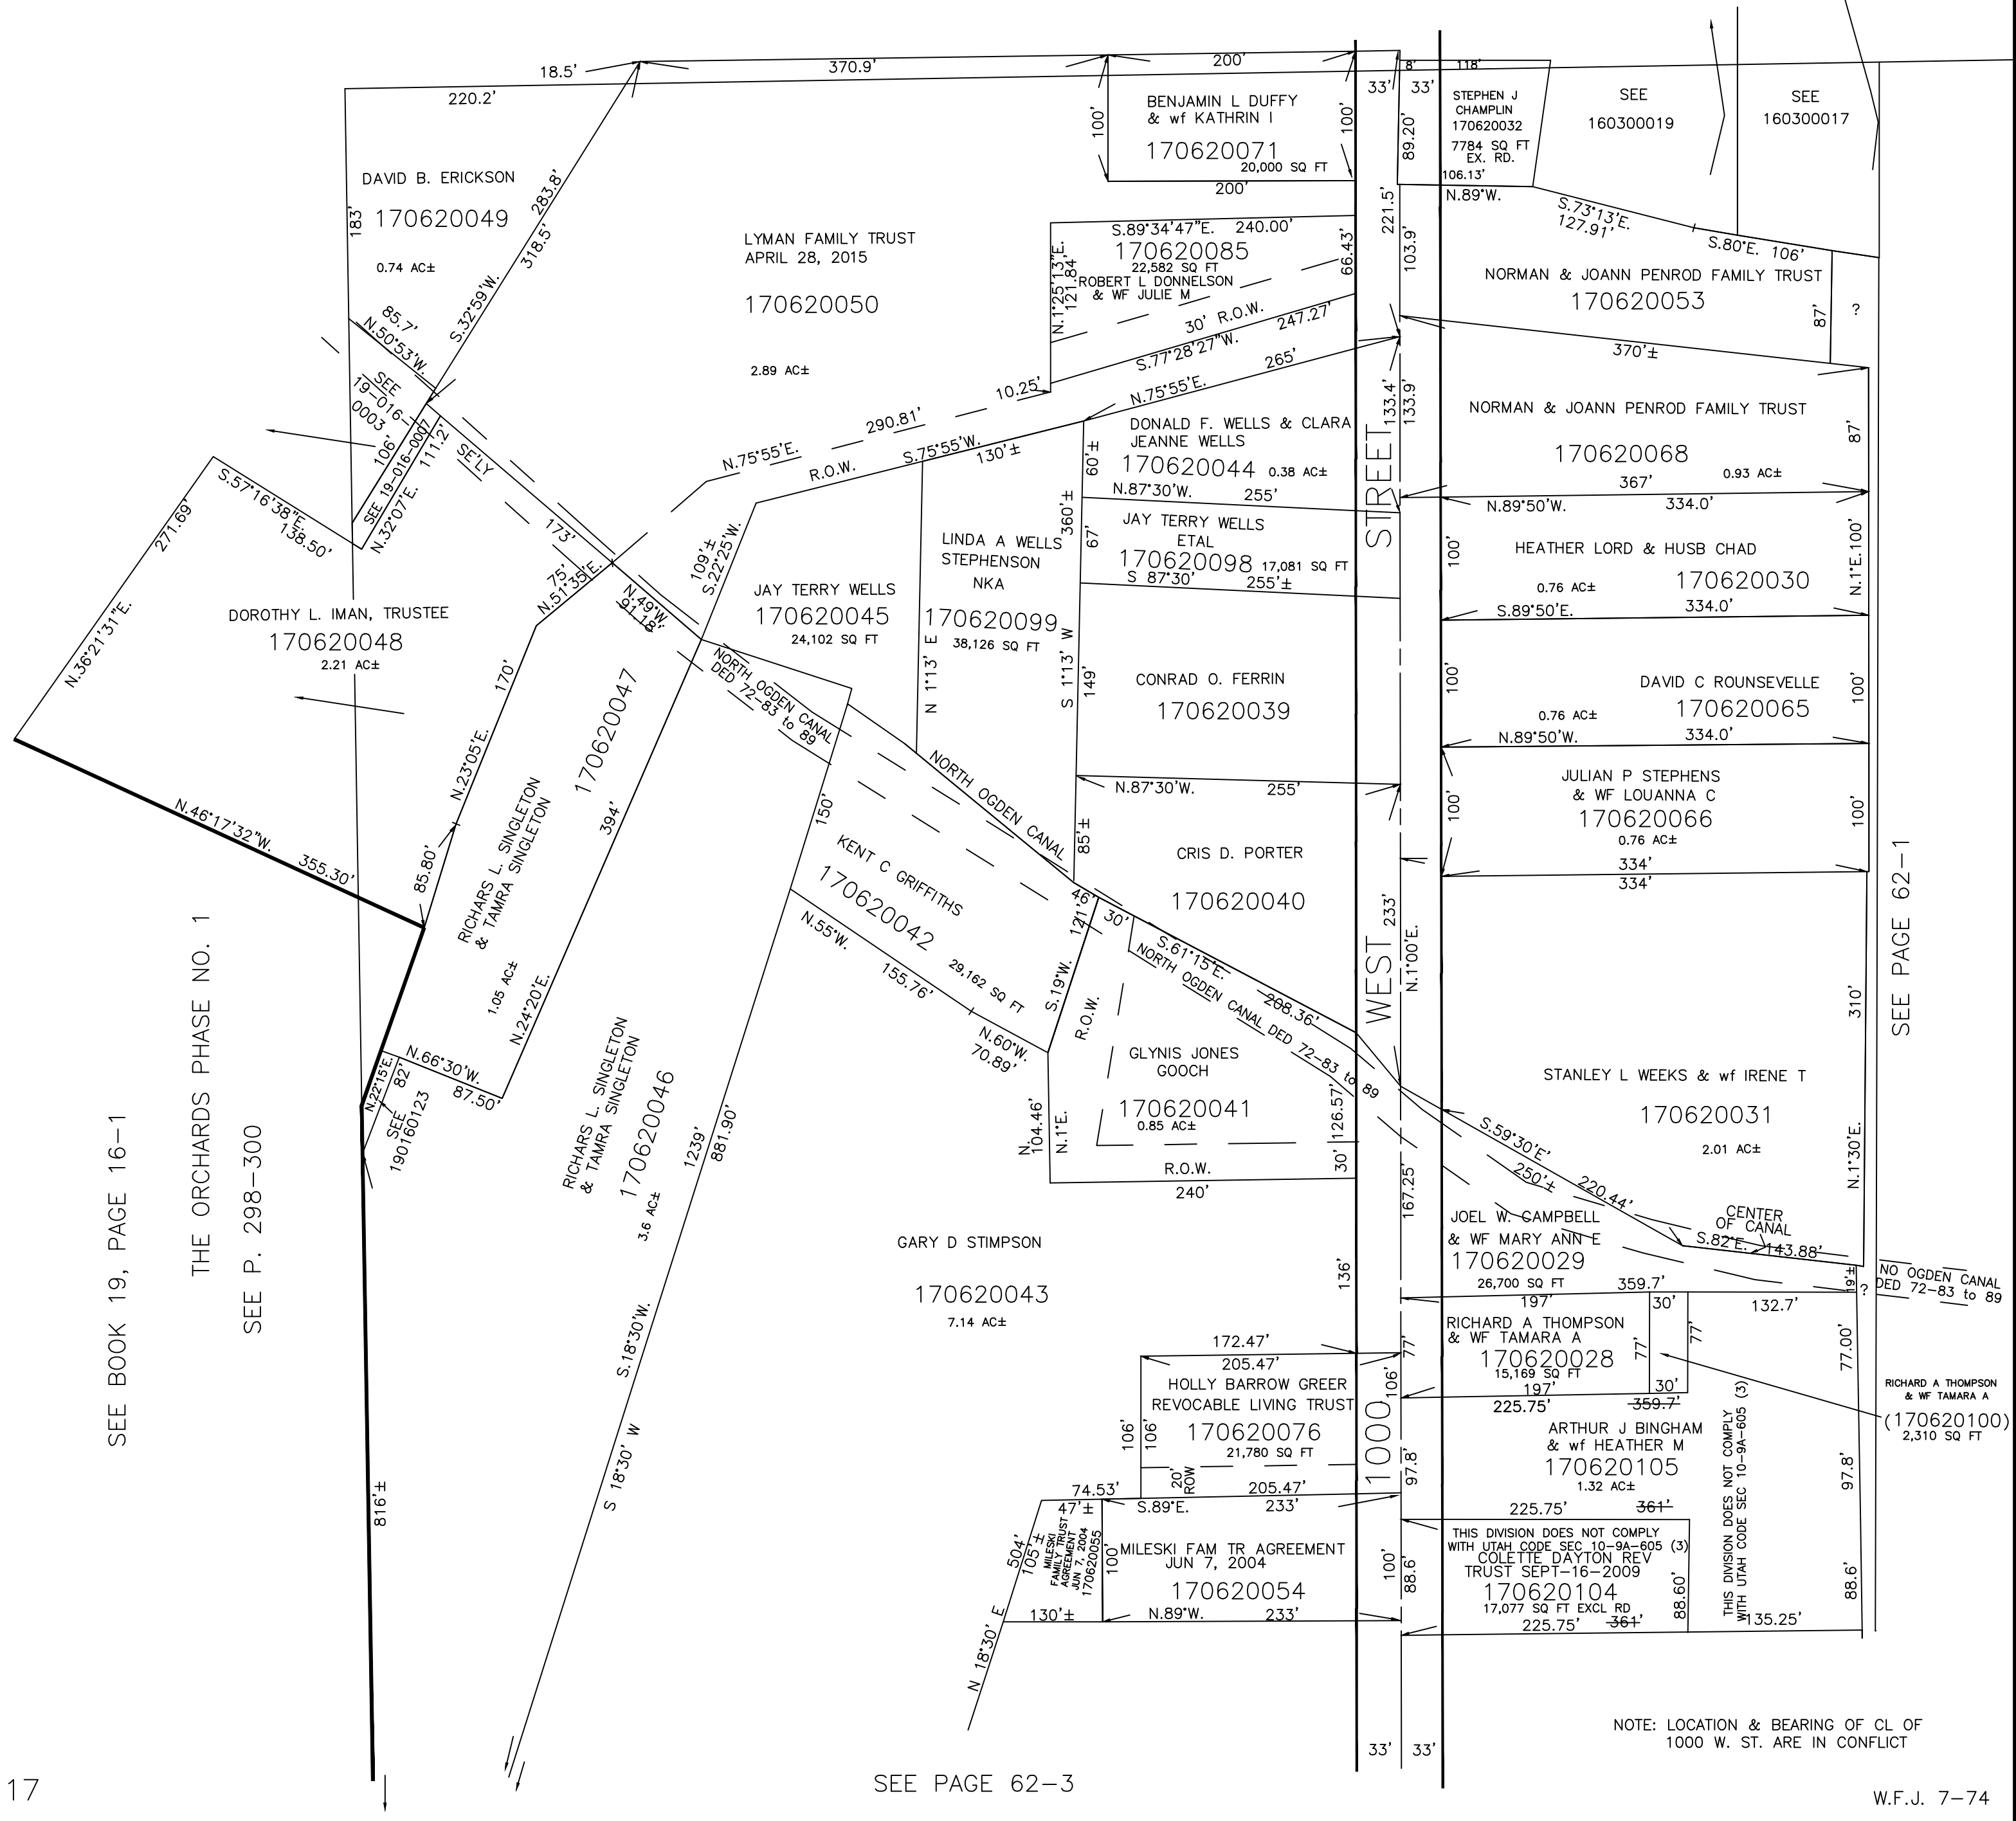 18.5'
370.9'
200'
220.2'
8'
118'
33'
33'
DAVID B. ERICKSON
170620049
0.74 AC±
183'
283.8'
318.5'
S.32°59'W.
85.7'
N.50°53'W.
LYMAN FAMILY TRUST
APRIL 28, 2015
170620050
2.89 AC±
BENJAMIN L DUFFY
& wf KATHRIN I
170620071
20,000 SQ FT
100'
100'
200'
STEPHEN J
CHAMPLIN
170620032
7784 SQ FT
EX. RD.
89.20'
106.13'
N.89°W.
SEE
160300019
SEE
160300017
S.73°13'E.
127.91'
S.80°E. 106'
S.89°34'47"E. 240.00'
170620085
22,582 SQ FT
ROBERT L DONNELSON
& WF JULIE M
N.1°25'13"E.
121.84'
66.43'
221.5'
103.9'
30' R.O.W.
247.27'
S.77°28'27"W.
265'
N.75°55'E.
10.25'
290.81'
N.75°55'E.
R.O.W.
S.75°55'W.
130'±
NORMAN & JOANN PENROD FAMILY TRUST
170620053
87'
?
370'±
NORMAN & JOANN PENROD FAMILY TRUST
170620068
0.93 AC±
87'
367'
133.4'
133.9'
N.89°50'W.
334.0'
DONALD F. WELLS & CLARA
JEANNE WELLS
170620044 0.38 AC±
60'±
N.87°30'W.
255'
JAY TERRY WELLS
ETAL
170620098 17,081 SQ FT
67'
360'±
S 87°30'
255'±
HEATHER LORD & HUSB CHAD
0.76 AC±
170620030
100'
N.1°E.100'
S.89°50'E.
334.0'
SEE
19-016-
0003
SEE 19-016-0007
106'
111.2'
N.32°07'E.
SE'LY
173'
S.57°16'38"E.
138.50'
271.69'
N.36°21'31"E.
DOROTHY L. IMAN, TRUSTEE
170620048
2.21 AC±
75'
N.51°35'E.
N.49°W.
91.18'
109'±
S.22°25'W.
JAY TERRY WELLS
170620045
24,102 SQ FT
LINDA A WELLS
STEPHENSON
NKA
170620099
38,126 SQ FT
N 1°13' E
S 1°13' W
149'
CONRAD O. FERRIN
170620039
N.87°30'W.
255'
DAVID C ROUNSEVELLE
0.76 AC±
170620065
100'
100'
N.89°50'W.
334.0'
JULIAN P STEPHENS
& WF LOUANNA C
170620066
0.76 AC±
100'
100'
334'
334'
NORTH OGDEN CANAL
DED 72-83 to 89
NORTH OGDEN CANAL
170'
N.23°05'E.
85.80'
N.46°17'32"W.
355.30'
RICHARS L. SINGLETON
& TAMRA SINGLETON
170620047
1.05 AC±
394'
N.24°20'E.
N.66°30'W.
87.50'
N.22°15'E.
82'
SEE
190160123
150'
KENT C GRIFFITHS
170620042
29,162 SQ FT
N.55°W.
155.76'
N.60°W.
70.89'
85'±
CRIS D. PORTER
170620040
46'
30'
121'
S.19°W.
R.O.W.
S.61°15'E.
208.36'
NORTH OGDEN CANAL DED 72-83 to 89
233'
N.1°00'E.
1000 WEST STREET
GLYNIS JONES
GOOCH
170620041
0.85 AC±
N.
104.46'
N.1°E.
126.57'
30'
R.O.W.
240'
STANLEY L WEEKS & wf IRENE T
170620031
2.01 AC±
310'
N.1°30'E.
S.59°30'E'
250'±
220.44'
CENTER
OF CANAL
S.82°E.
143.88'
SEE PAGE 62-1
RICHARS L. SINGLETON
& TAMRA SINGLETON
170620046
3.6 AC±
1239'
881.90'
S.18°30'W.
S 18°30' W
816'±
SEE BOOK 19, PAGE 16-1
THE ORCHARDS PHASE NO. 1
SEE P. 298-300
GARY D STIMPSON
170620043
7.14 AC±
136'
167.25'
JOEL W. CAMPBELL
& WF MARY ANN E
170620029
26,700 SQ FT
359.7'
19'±
?
NO OGDEN CANAL
DED 72-83 to 89
197'
30'
132.7'
RICHARD A THOMPSON
& WF TAMARA A
170620028
15,169 SQ FT
77'
77'
77'
77.00'
197'
30'
225.75'
359.7'
RICHARD A THOMPSON
& WF TAMARA A
(170620100)
2,310 SQ FT
172.47'
205.47'
HOLLY BARROW GREER
REVOCABLE LIVING TRUST
170620076
21,780 SQ FT
106'
106'
106'
20'
ROW
205.47'
ARTHUR J BINGHAM
& wf HEATHER M
170620105
1.32 AC±
97.8'
97.8'
225.75'
361'
THIS DIVISION DOES NOT COMPLY
WITH UTAH CODE SEC 10-9A-605 (3)
74.53'
47'±
S.89°E.
233'
504'
105'±
MILESKI
FAMILY TRUST
AGREEMENT
JUN 7, 2004
170620055
100'
MILESKI FAM TR AGREEMENT
JUN 7, 2004
170620054
100'
88.6'
130'±
N.89°W.
233'
N 18°30' E
THIS DIVISION DOES NOT COMPLY
WITH UTAH CODE SEC 10-9A-605 (3)
COLETTE DAYTON REV
TRUST SEPT-16-2009
170620104
17,077 SQ FT EXCL RD
88.60'
88.6'
225.75'
361'
135.25'
33'
33'
NOTE: LOCATION & BEARING OF CL OF
1000 W. ST. ARE IN CONFLICT
SEE PAGE 62-3
17
W.F.J. 7-74